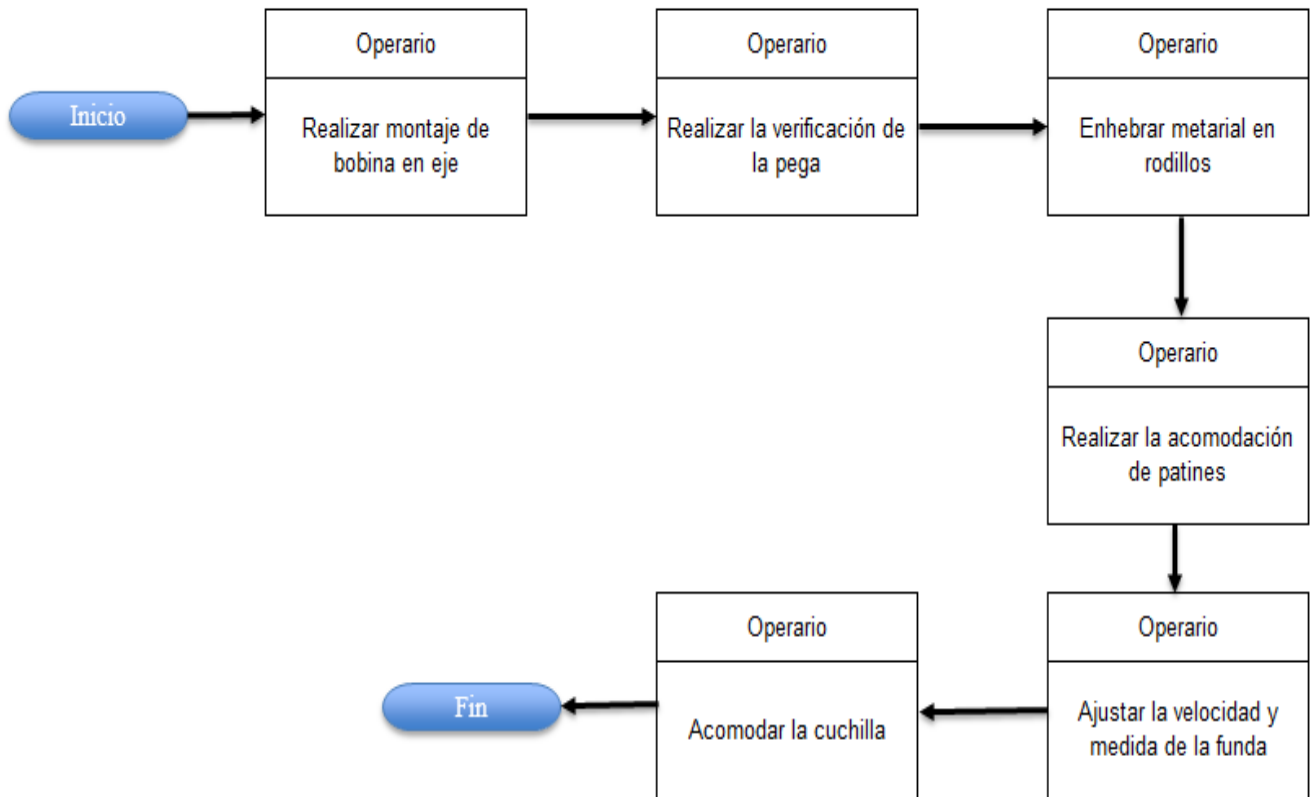 Inicio
Operario
Realizar montaje de
bobina en eje
Operario
Realizar la verificación de
la pega
Operario
Enhebrar metarial en
rodillos
Operario
Realizar la acomodación
de patines
Operario
Ajustar la velocidad y
medida de la funda
Operario
Acomodar la cuchilla
Fin